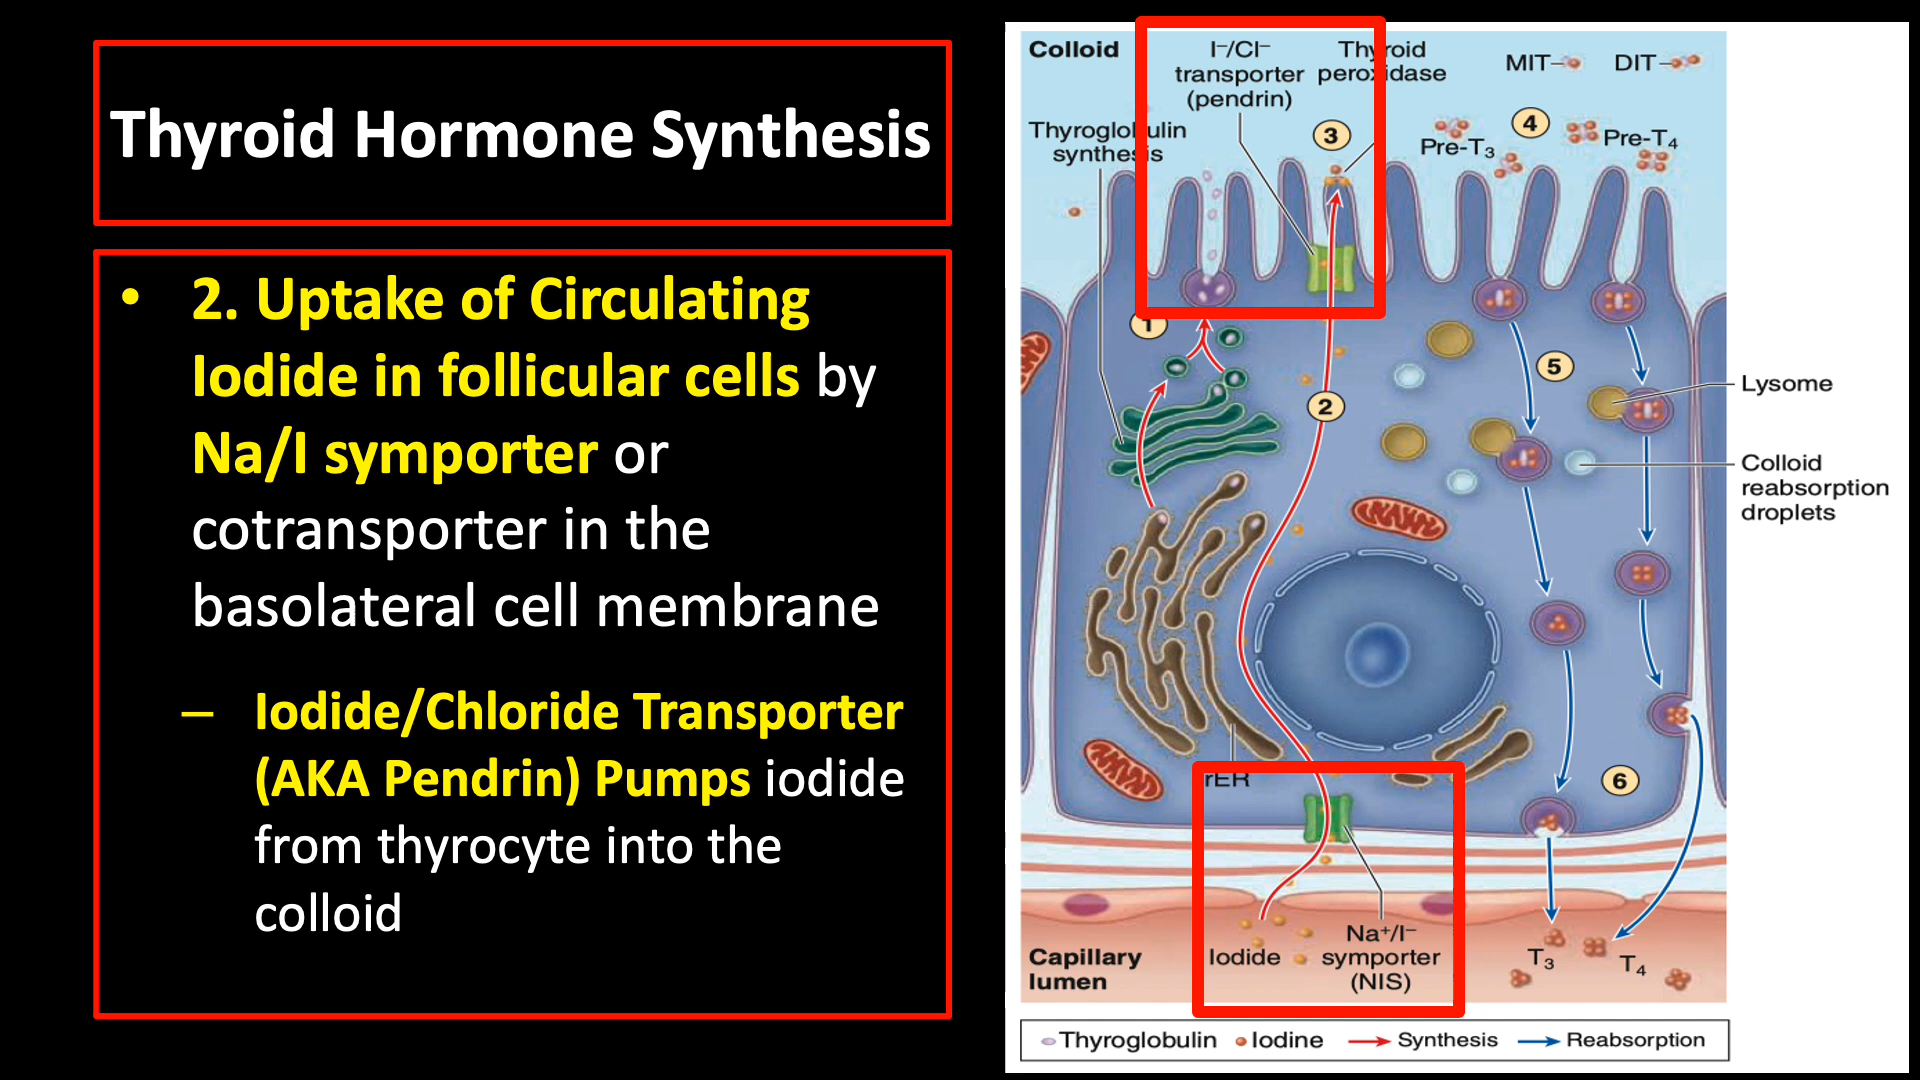 Thyroid Hormone Synthesis
• 2. Uptake of Circulating
Iodide in follicular cells by
Na/I symporter or
cotransporter in the
basolateral cell membrane
– Iodide/Chloride Transporter
(AKA Pendrin) Pumps iodide
from thyrocyte into the
colloid
Colloid
I⁻/Cl⁻
transporter
(pendrin)
Thyroid
peroxidase
MIT
DIT
Thyroglobulin
synthesis
3
4
Pre-T₃
Pre-T₄
1
2
5
Lysome
Colloid
reabsorption
droplets
rER
6
Iodide
Na⁺/I⁻
symporter
(NIS)
Capillary
lumen
T₃
T₄
Thyroglobulin
Iodine
Synthesis
Reabsorption